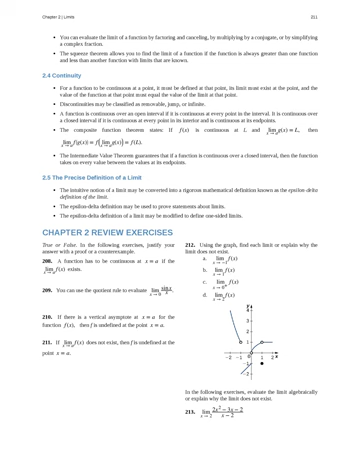 Chapter 2 | Limits 211
• You can evaluate the limit of a function by factoring and canceling, by multiplying by a conjugate, or by simplifying
a complex fraction.
• The squeeze theorem allows you to find the limit of a function if the function is always greater than one function
and less than another function with limits that are known.
2.4 Continuity
• For a function to be continuous at a point, it must be defined at that point, its limit must exist at the point, and the
value of the function at that point must equal the value of the limit at that point.
• Discontinuities may be classified as removable, jump, or infinite.
• A function is continuous over an open interval if it is continuous at every point in the interval. It is continuous over
a closed interval if it is continuous at every point in its interior and is continuous at its endpoints.
• The composite function theorem states: If f(x) is continuous at L and lim x → a g(x) = L, then
lim x → a f(g(x)) = f(lim x → a g(x)) = f(L).
• The Intermediate Value Theorem guarantees that if a function is continuous over a closed interval, then the function
takes on every value between the values at its endpoints.
2.5 The Precise Definition of a Limit
• The intuitive notion of a limit may be converted into a rigorous mathematical definition known as the epsilon-delta
definition of the limit.
• The epsilon-delta definition may be used to prove statements about limits.
• The epsilon-delta definition of a limit may be modified to define one-sided limits.
CHAPTER 2 REVIEW EXERCISES
True or False. In the following exercises, justify your
answer with a proof or a counterexample.
208. A function has to be continuous at x = a if the
lim x → a f(x) exists.
209. You can use the quotient rule to evaluate lim x → 0 sin x / x.
210. If there is a vertical asymptote at x = a for the
function f(x), then f is undefined at the point x = a.
211. If lim x → a f(x) does not exist, then f is undefined at the
point x = a.
212. Using the graph, find each limit or explain why the
limit does not exist.
a. lim x → −1 f(x)
b. lim x → 1 f(x)
c. lim x → 0⁺ f(x)
d. lim x → 2 f(x)
y
4
3
2
1
−2 −1 0 1 2 x
−1
−2
In the following exercises, evaluate the limit algebraically
or explain why the limit does not exist.
213. lim x → 2 2x² − 3x − 2 / x − 2